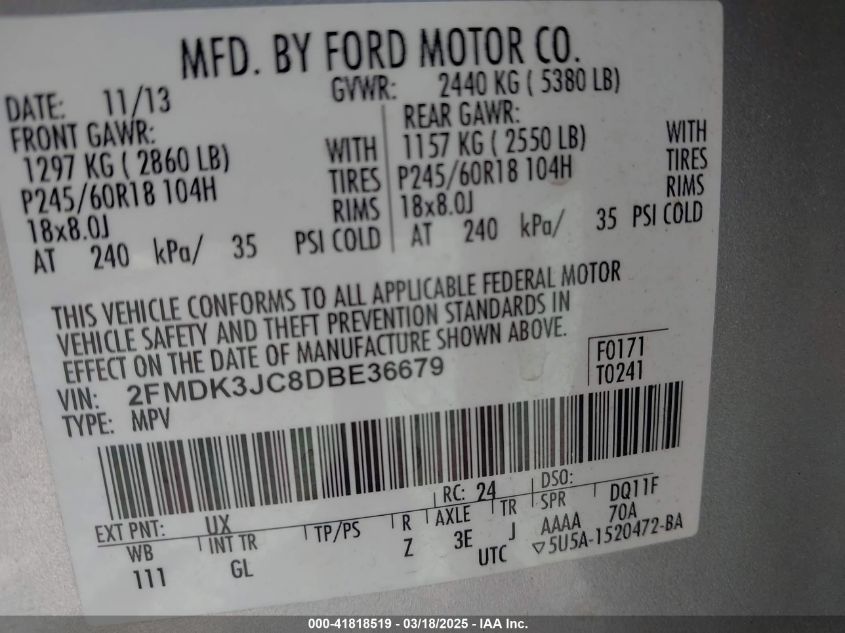 MFD. BY FORD MOTOR CO.
DATE: 11/13 GVWR: 2440 KG ( 5380 LB)
FRONT GAWR: REAR GAWR:
1297 KG ( 2860 LB) WITH 1157 KG ( 2550 LB) WITH
P245/60R18 104H TIRES P245/60R18 104H TIRES
18x8.0J RIMS 18x8.0J RIMS
AT 240 kPa/ 35 PSI COLD AT 240 kPa/ 35 PSI COLD
THIS VEHICLE CONFORMS TO ALL APPLICABLE FEDERAL MOTOR
VEHICLE SAFETY AND THEFT PREVENTION STANDARDS IN
EFFECT ON THE DATE OF MANUFACTURE SHOWN ABOVE.
VIN: 2FMDK3JC8DBE36679 F0171
TYPE: MPV T0241
EXT PNT: UX RC: 24 DSO:
WB INT TR TP/PS R AXLE TR SPR DQ11F
111 GL Z 3E J AAAA 70A
UTC ▽5U5A-1520472-BA
000-41818519 - 03/18/2025 - IAA Inc.